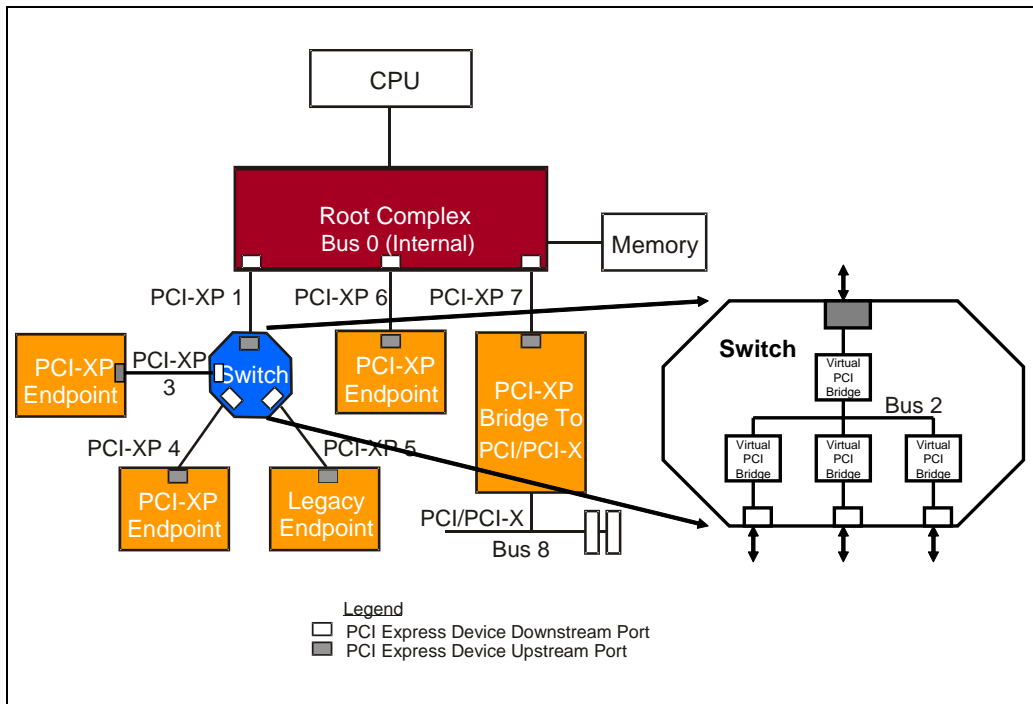 CPU
Root Complex
Bus 0 (Internal)
Memory
PCI-XP 1
PCI-XP 6
PCI-XP 7
PCI-XP
Endpoint
PCI-XP
3
Switch
PCI-XP
Endpoint
PCI-XP
Bridge To
PCI/PCI-X
PCI-XP 4
PCI-XP 5
PCI-XP
Endpoint
Legacy
Endpoint
PCI/PCI-X
Bus 8
Switch
Virtual
PCI
Bridge
Bus 2
Virtual
PCI
Bridge
Virtual
PCI
Bridge
Virtual
PCI
Bridge
Legend
PCI Express Device Downstream Port
PCI Express Device Upstream Port